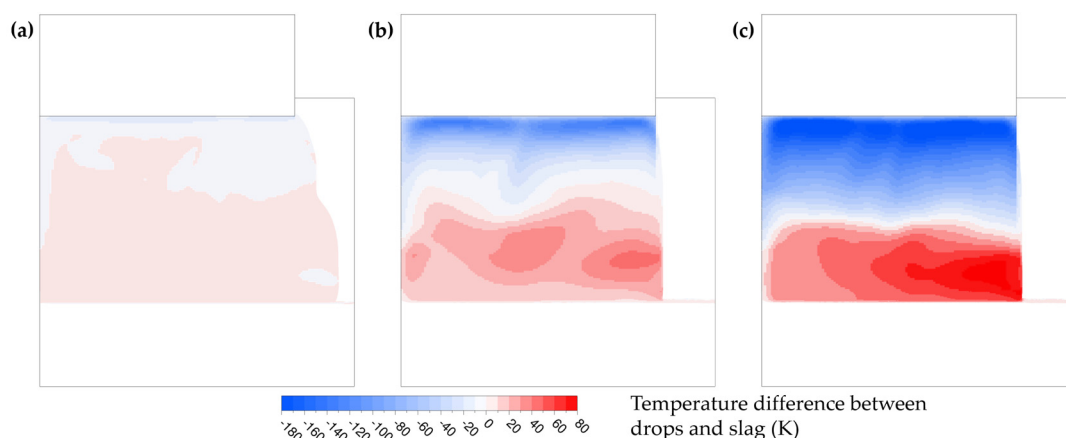 (a)
(b)
(c)
-180 -160 -140 -120 -100 -80 -60 -40 -20 0 20 40 60 80
Temperature difference between
drops and slag (K)